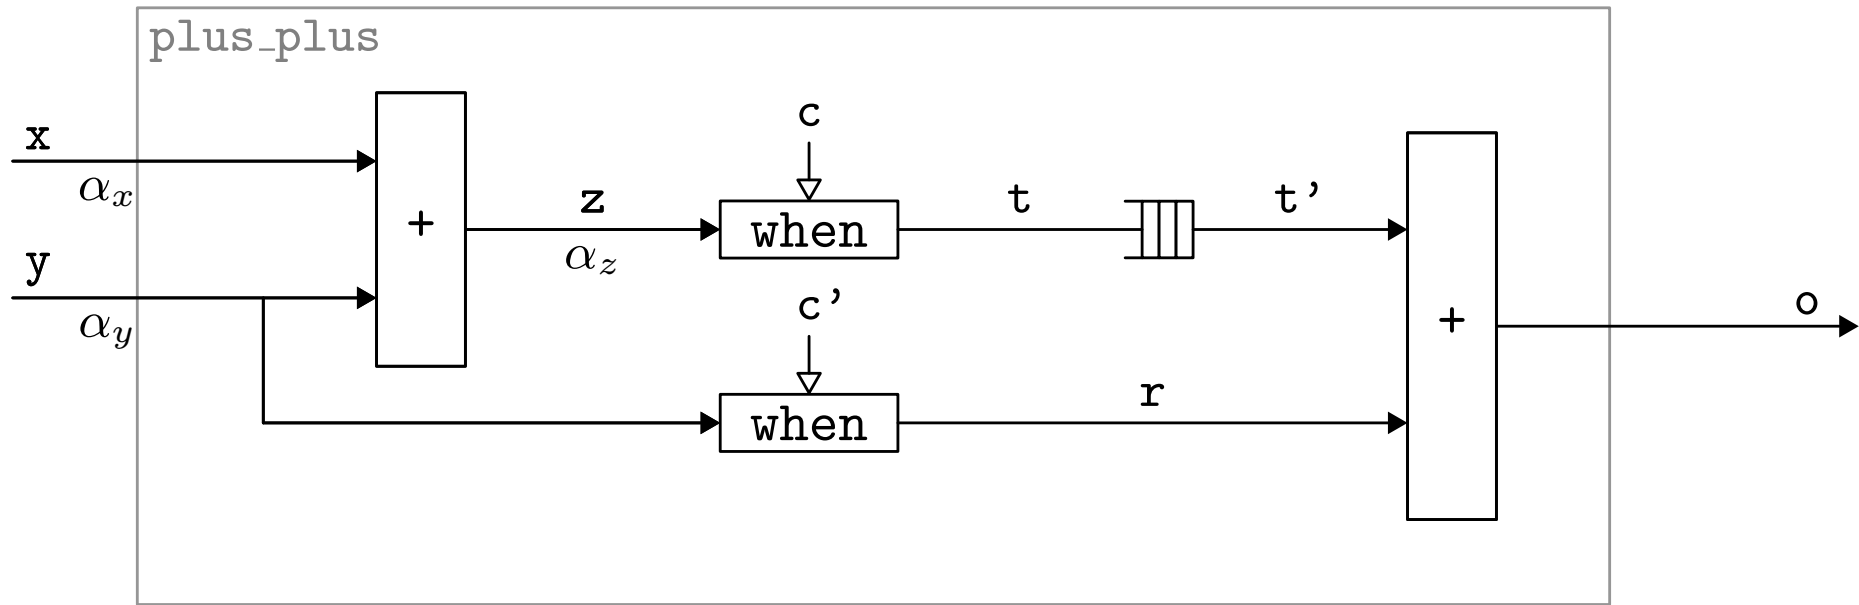 plus_plus
x
α_x
y
α_y
+
z
α_z
c
when
t
t’
c’
when
r
+
o